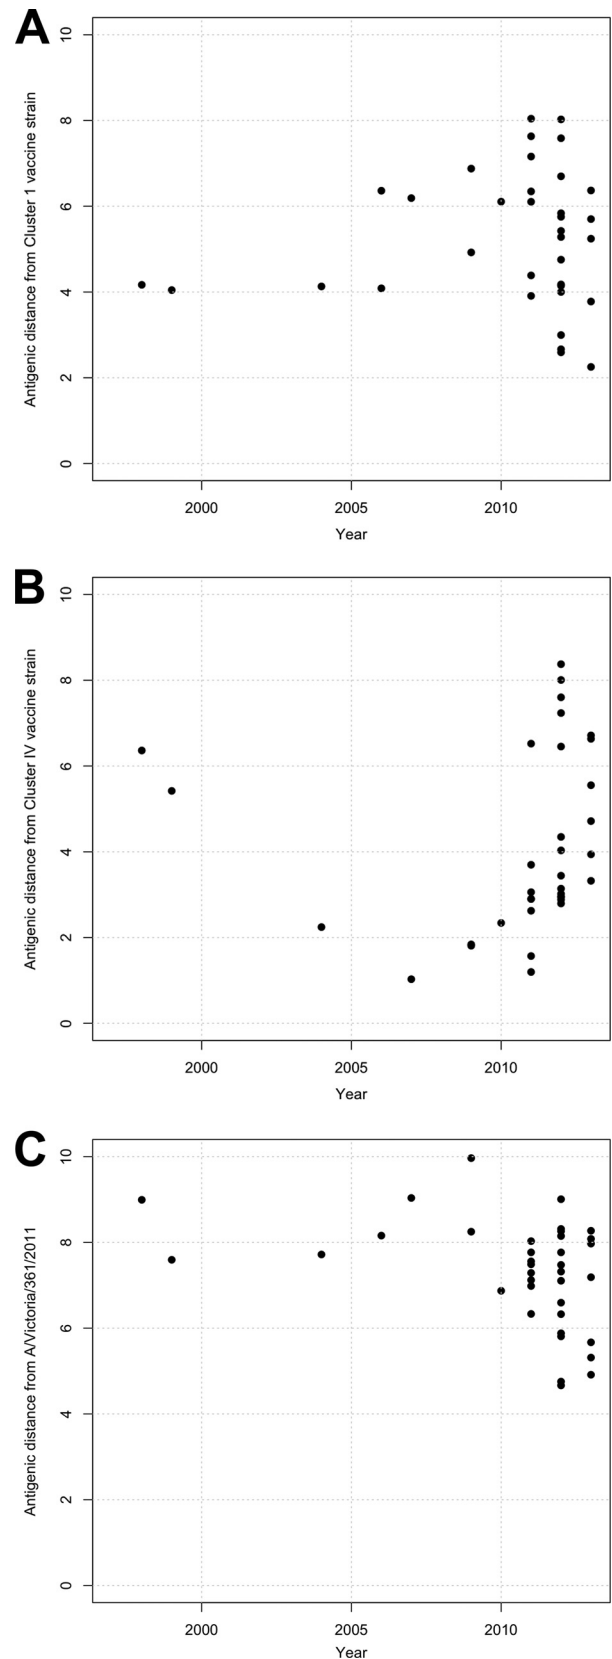 A
Antigenic distance from Cluster 1 vaccine strain
10
8
6
4
2
0
2000 2005 2010
Year
B
Antigenic distance from Cluster IV vaccine strain
10
8
6
4
2
0
2000 2005 2010
Year
C
Antigenic distance from A/Victoria/361/2011
10
8
6
4
2
0
2000 2005 2010
Year